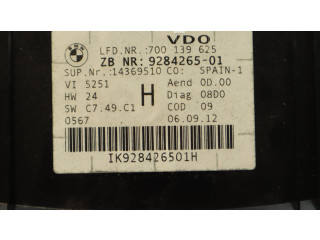 VDO
LFD.NR.:700 139 625
ZB NR: 9284265-01
SUP.Nr.:14369510 CO: SPAIN-1
VI 5251 Aend 00.00
HW 24 H Diag 08D0
SW C7.49.C1 COD 09
0567 06.09.12
IK928426501H